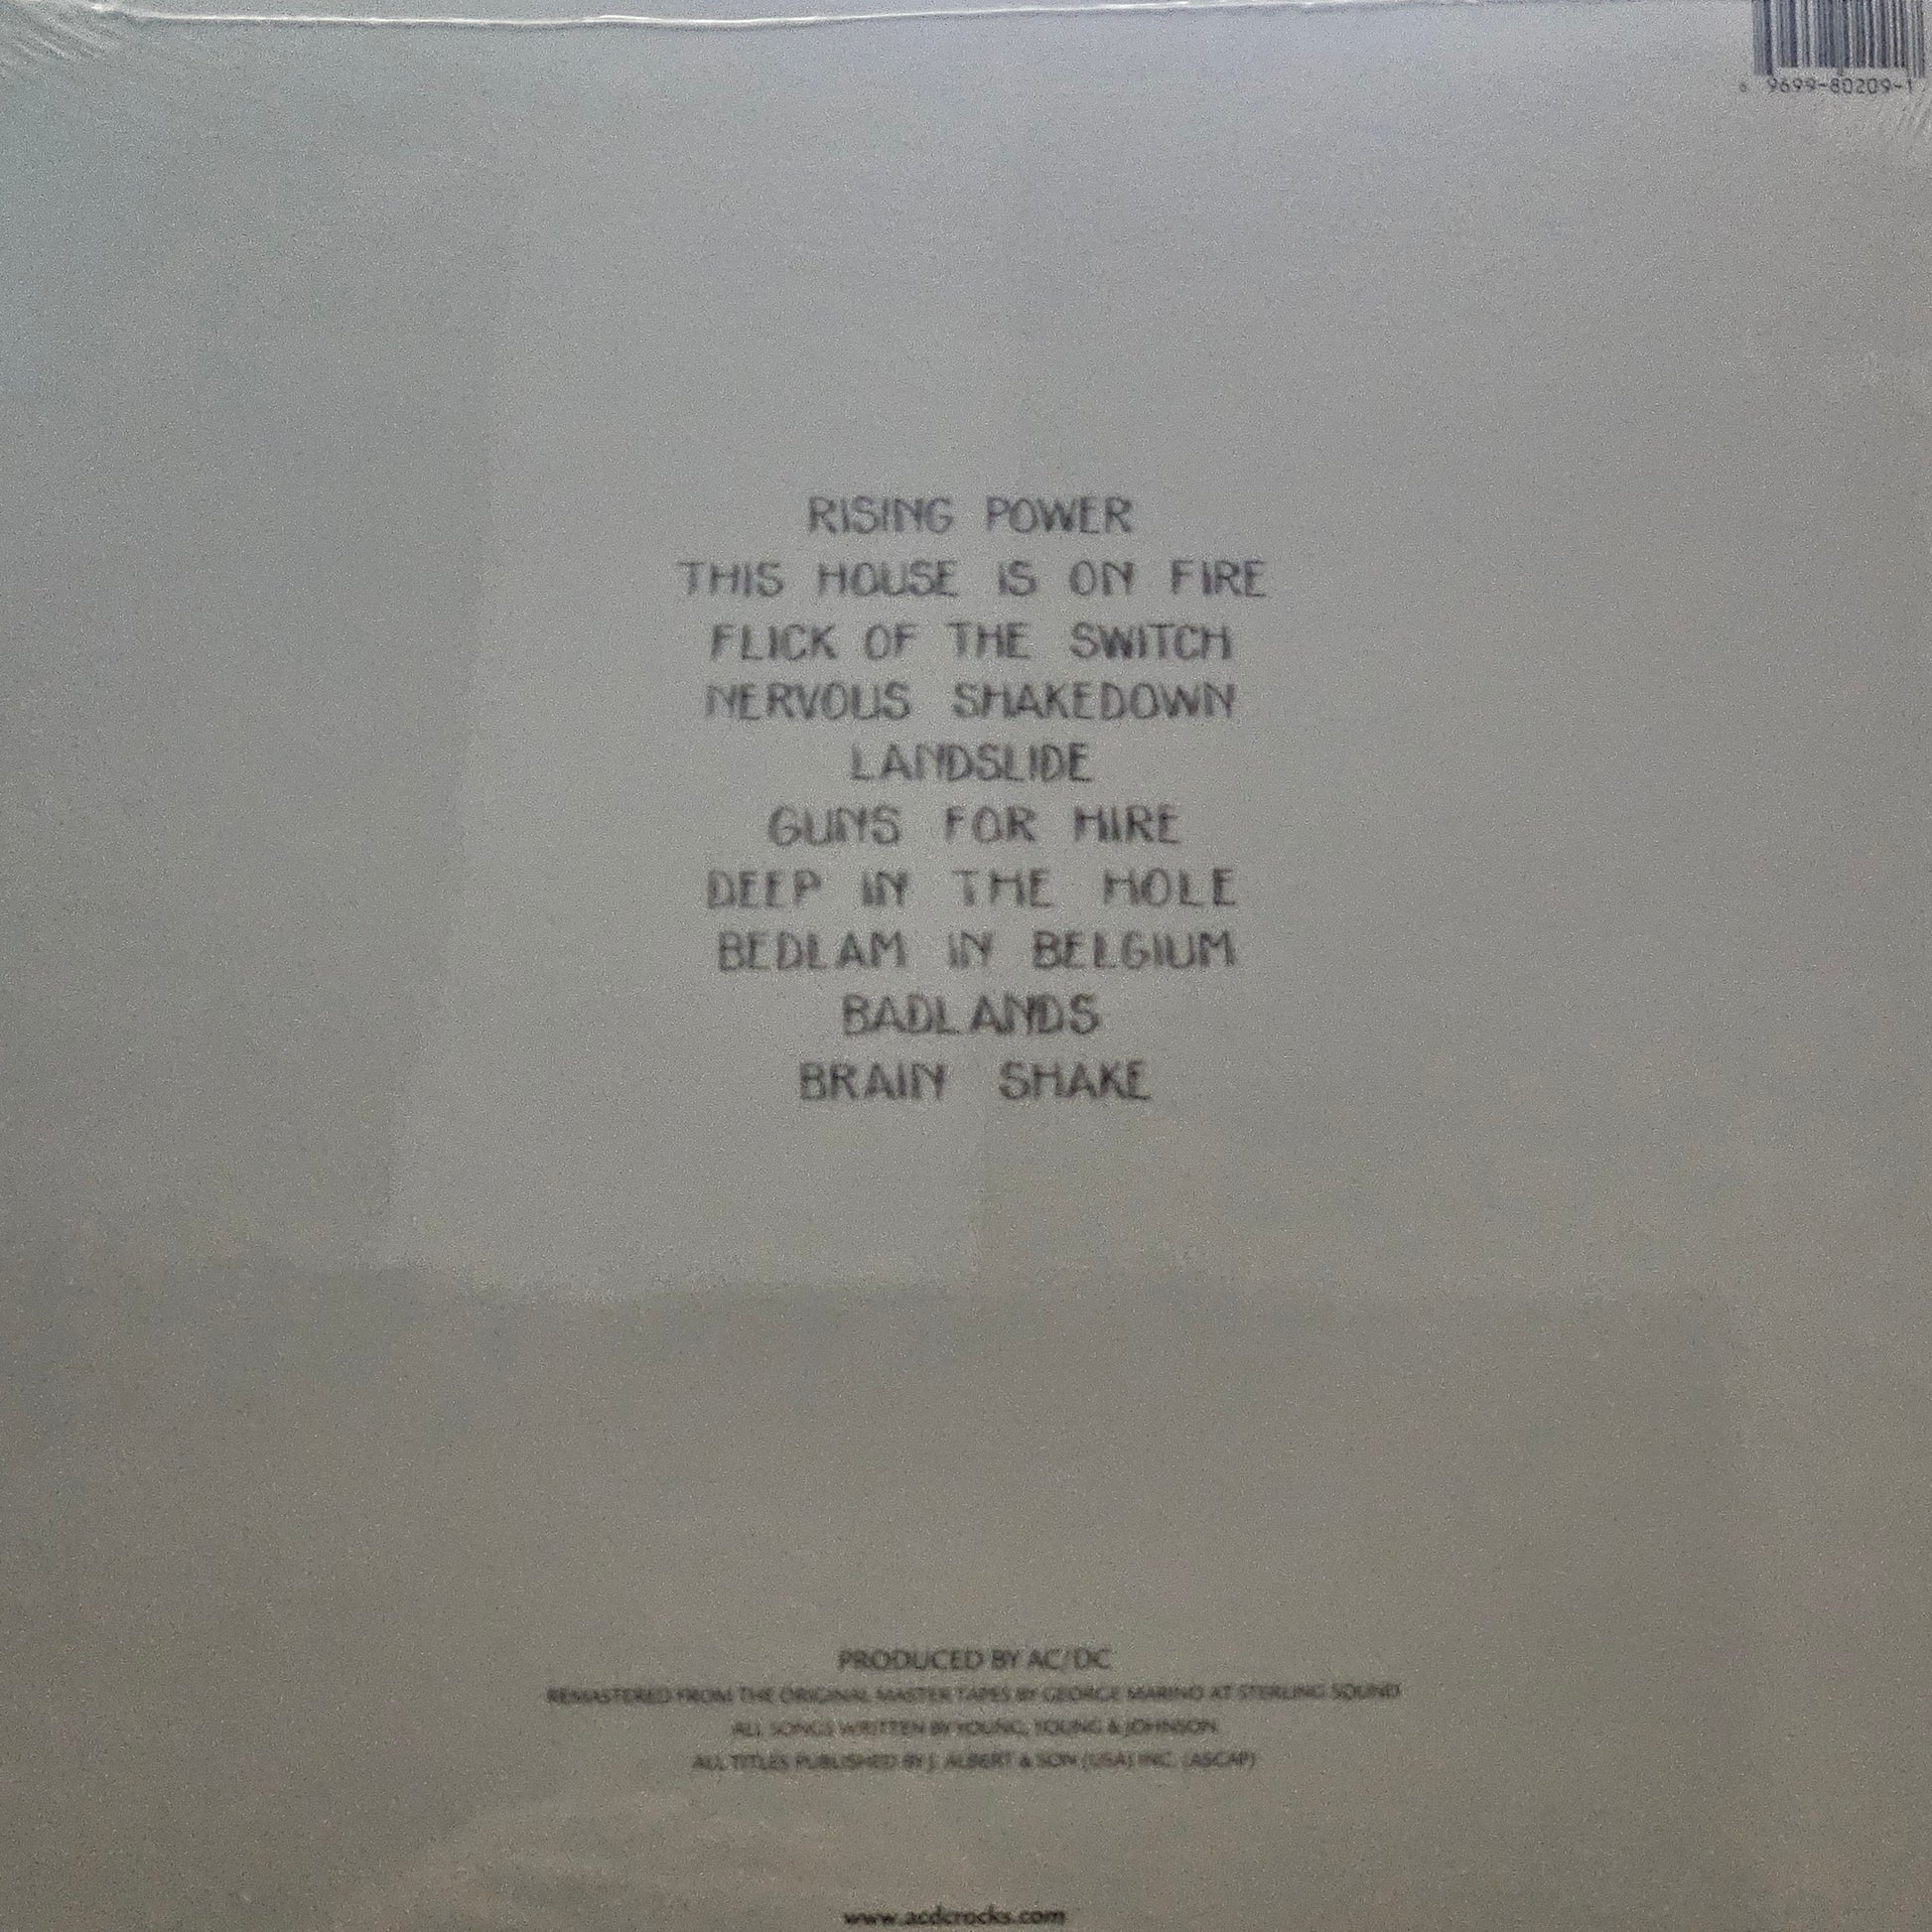 6 9699-80209-1
RISING POWER
THIS HOUSE IS ON FIRE
FLICK OF THE SWITCH
NERVOUS SHAKEDOWN
LANDSLIDE
GUNS FOR HIRE
DEEP IN THE HOLE
BEDLAM IN BELGIUM
BADLANDS
BRAIN SHAKE
PRODUCED BY AC/DC
REMASTERED FROM THE ORIGINAL MASTER TAPES BY GEORGE MARINO AT STERLING SOUND
ALL SONGS WRITTEN BY YOUNG, YOUNG & JOHNSON
ALL TITLES PUBLISHED BY J. ALBERT & SON (USA) INC. (ASCAP)
www.acdcrocks.com